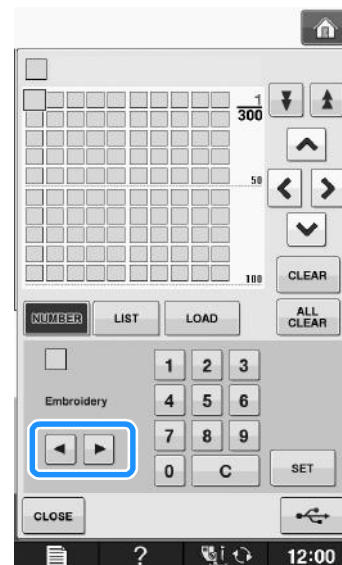 1
300
50
100
CLEAR
NUMBER LIST LOAD ALL CLEAR
1 2 3
Embroidery 4 5 6
7 8 9
0 C SET
CLOSE
? i 12:00